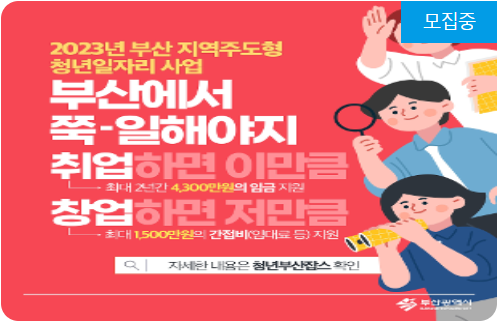 모집중
2023년 부산 지역주도형
청년일자리 사업
부산에서
쭉-일해야지
취업하면 이만큼
최대 2년간 4,300만원의 임금 지원
창업하면 저만큼
최대 1,500만원의 간접비(임대료 등) 지원
자세한 내용은 청년부산잡스 확인
부산광역시